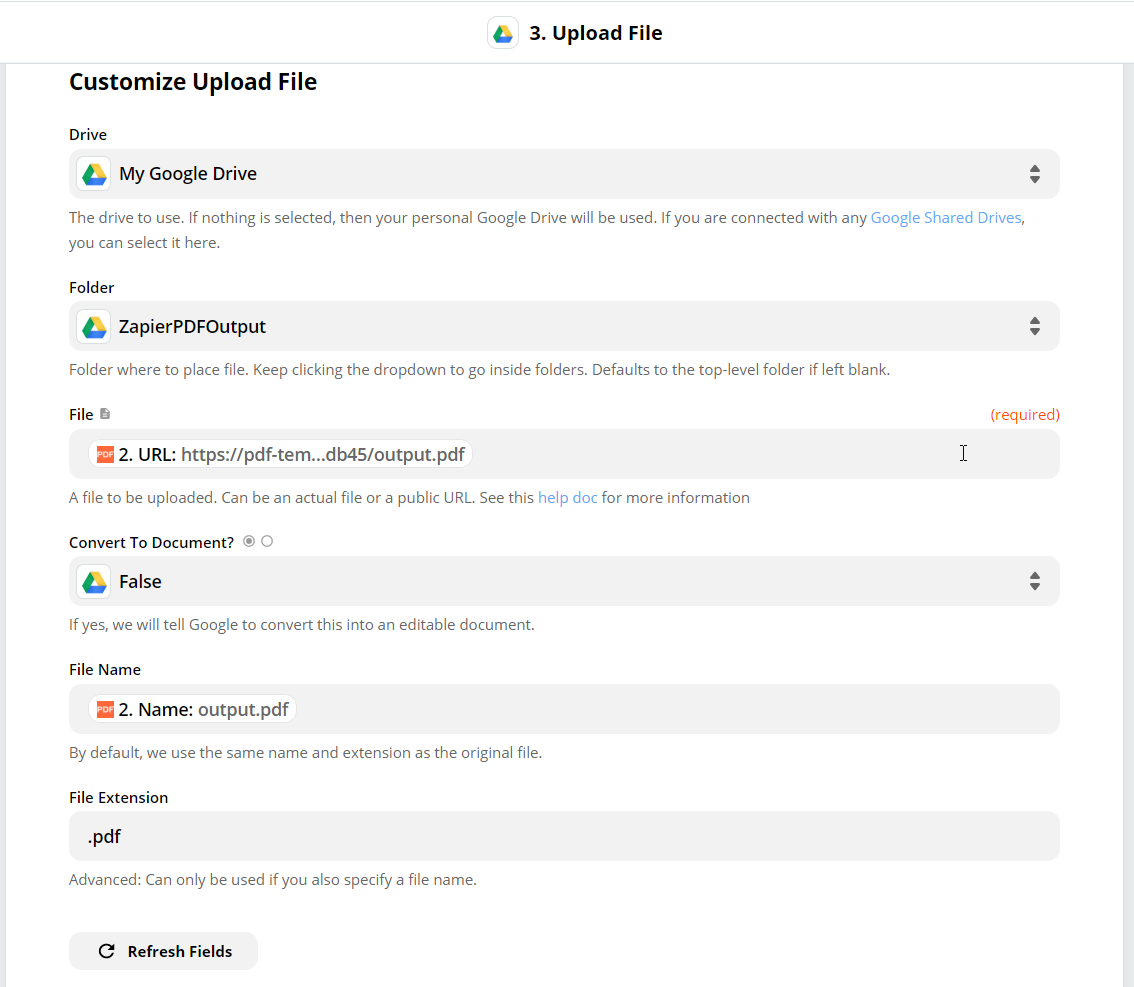 3. Upload File
Customize Upload File
Drive
My Google Drive
The drive to use. If nothing is selected, then your personal Google Drive will be used. If you are connected with any Google Shared Drives,
you can select it here.
Folder
ZapierPDFOutput
Folder where to place file. Keep clicking the dropdown to go inside folders. Defaults to the top-level folder if left blank.
File (required)
PDF 2. URL: https://pdf-tem...db45/output.pdf
A file to be uploaded. Can be an actual file or a public URL. See this help doc for more information
Convert To Document?
False
If yes, we will tell Google to convert this into an editable document.
File Name
PDF 2. Name: output.pdf
By default, we use the same name and extension as the original file.
File Extension
.pdf
Advanced: Can only be used if you also specify a file name.
Refresh Fields